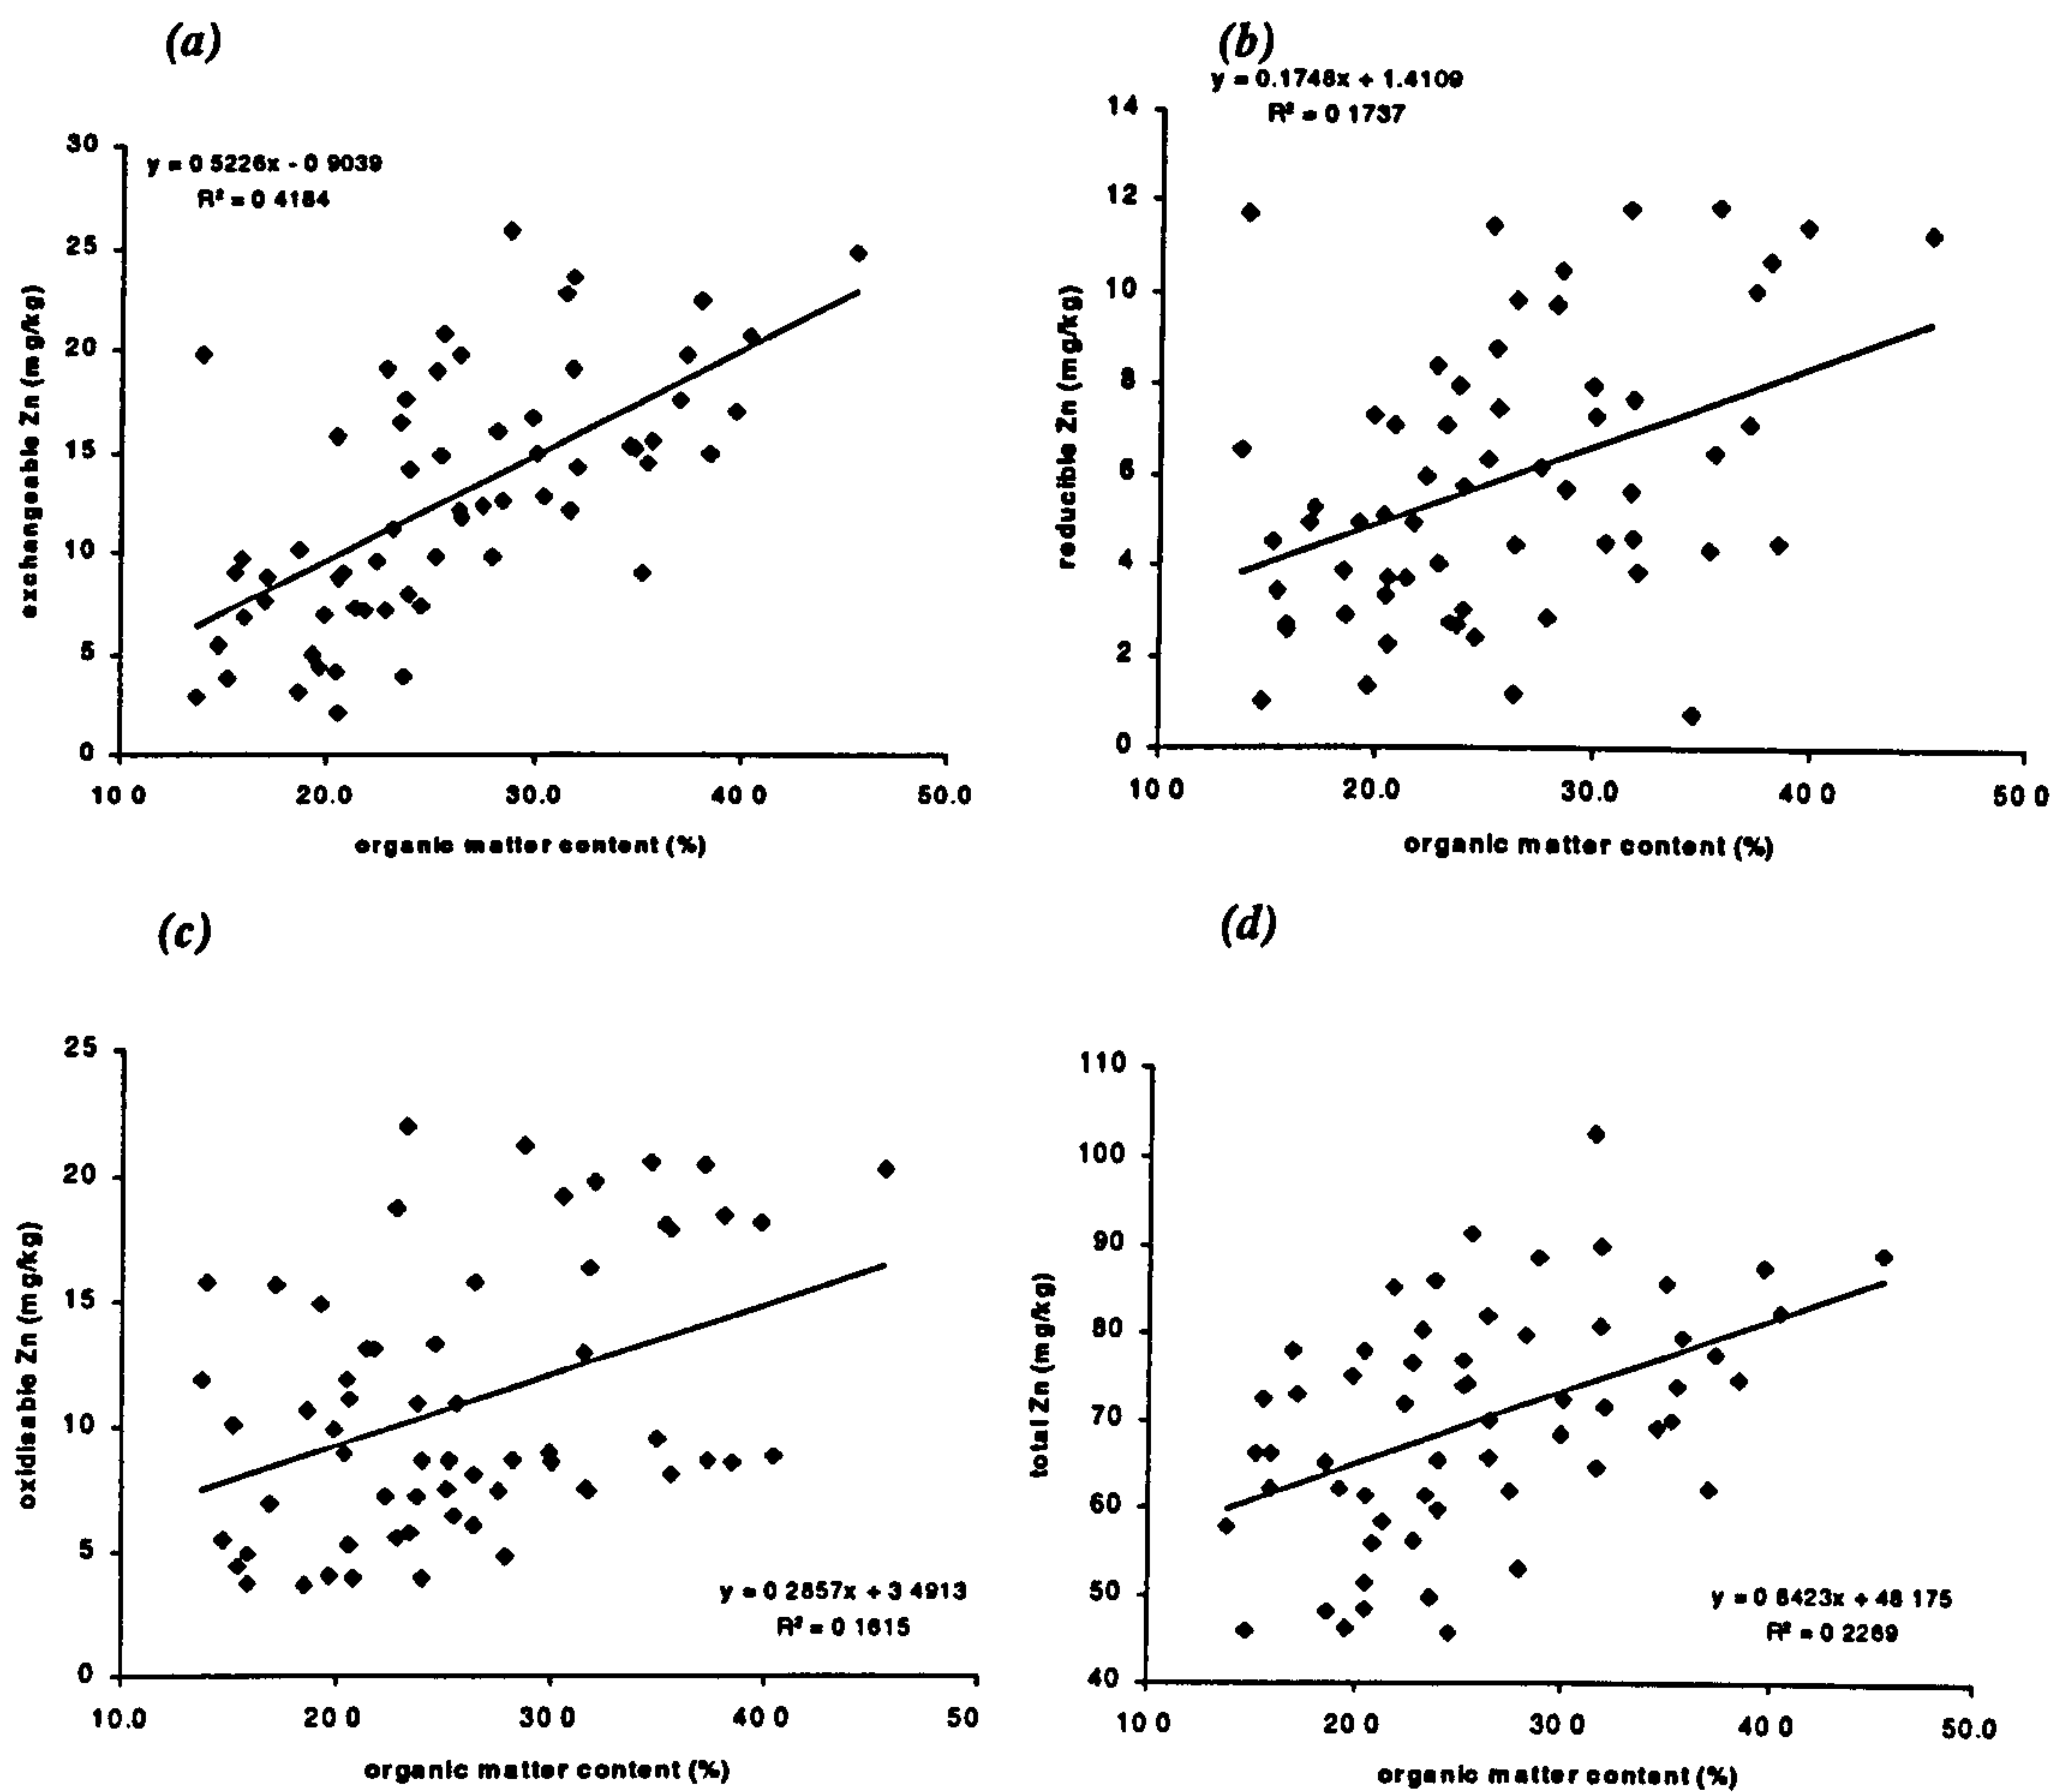 (a)
y = 0 5226x - 0 9039
R² = 0 4184
30
25
20
15
10
5
0
exchangeable Zn (mg/kg)
10 0 20.0 30.0 40 0 50.0
organic matter content (%)
(b)
y = 0.1748x + 1.4109
R² = 0 1737
14
12
10
8
6
4
2
0
reducible Zn (mg/kg)
10 0 20.0 30.0 40 0 50 0
organic matter content (%)
(c)
25
20
15
10
5
0
oxidisable Zn (mg/kg)
y = 0 2857x + 3 4913
R² = 0 1615
10.0 20 0 30.0 40 0 50
organic matter content (%)
(d)
110
100
90
80
70
60
50
40
total Zn (mg/kg)
y = 0 8423x + 48 175
R² = 0 2269
10 0 20 0 30 0 40 0 50.0
organic matter content (%)